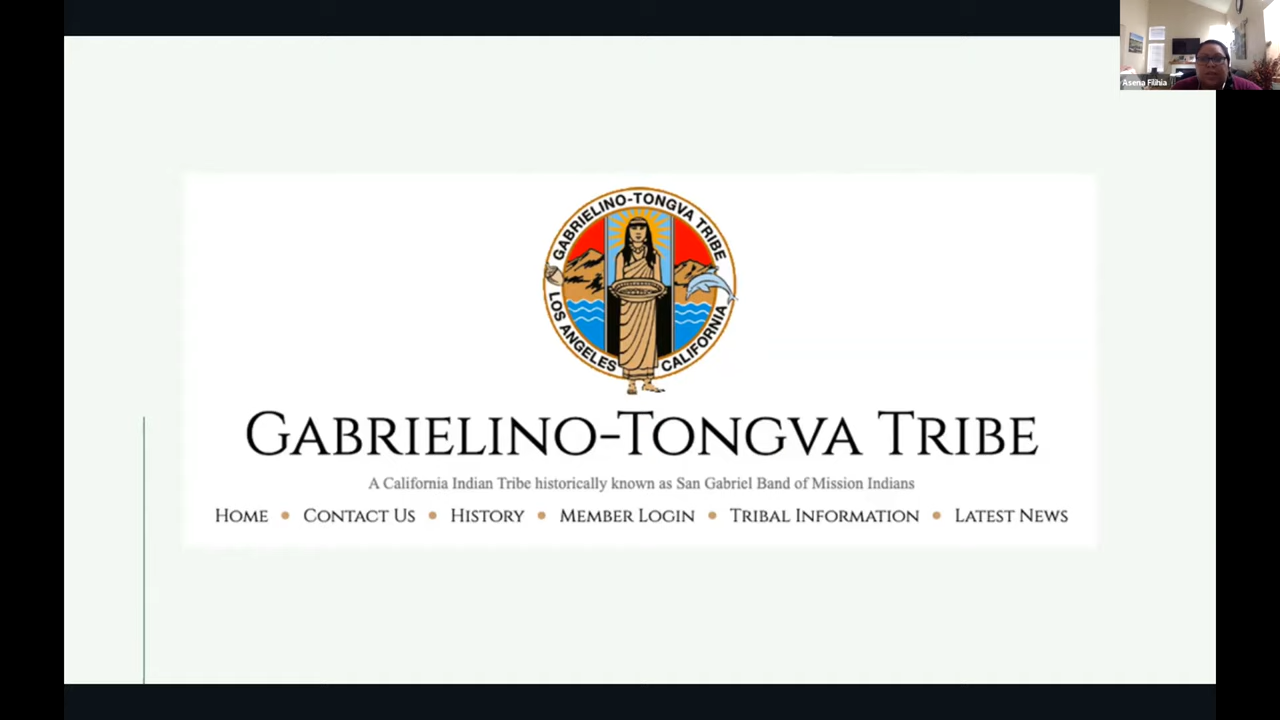 Asena Filihia
GABRIELINO-TONGVA TRIBE
LOS ANGELES
CALIFORNIA
GABRIELINO-TONGVA TRIBE
A California Indian Tribe historically known as San Gabriel Band of Mission Indians
HOME • CONTACT US • HISTORY • MEMBER LOGIN • TRIBAL INFORMATION • LATEST NEWS